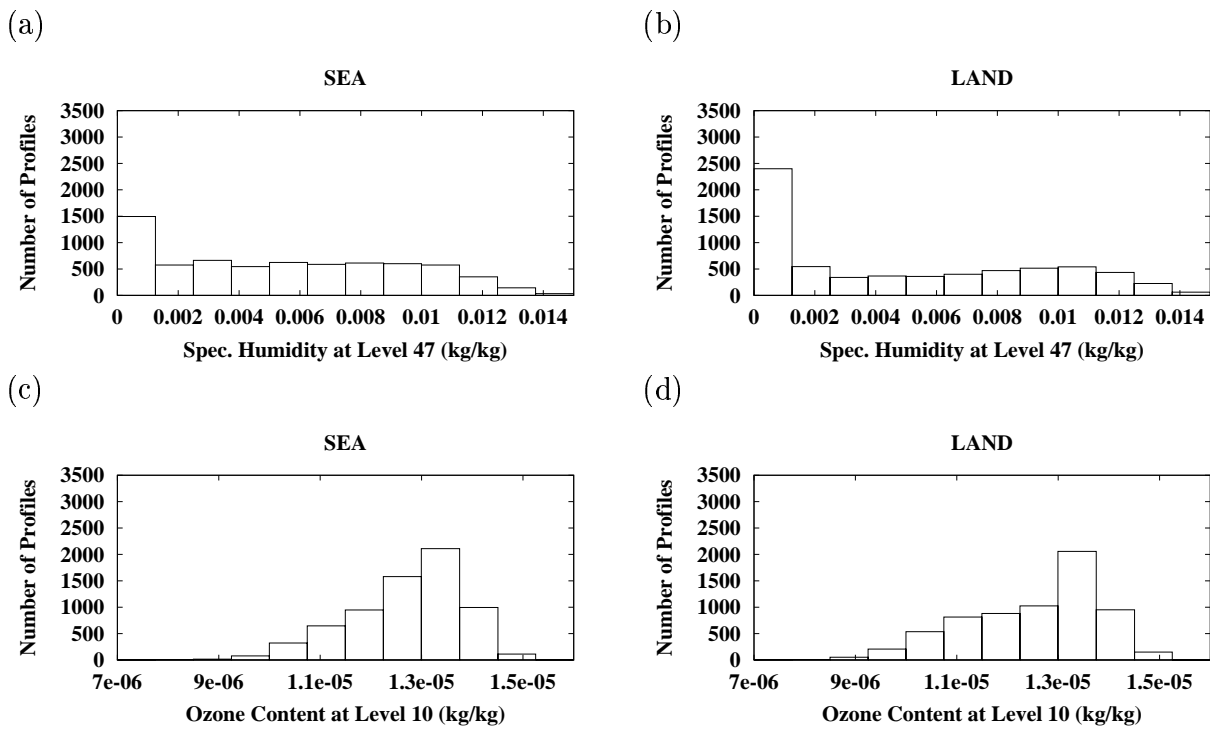 (a)
SEA
Number of Profiles
3500
3000
2500
2000
1500
1000
500
0
0 0.002 0.004 0.006 0.008 0.01 0.012 0.014
Spec. Humidity at Level 47 (kg/kg)
(b)
LAND
Number of Profiles
3500
3000
2500
2000
1500
1000
500
0
0 0.002 0.004 0.006 0.008 0.01 0.012 0.014
Spec. Humidity at Level 47 (kg/kg)
(c)
SEA
Number of Profiles
3500
3000
2500
2000
1500
1000
500
0
7e-06 9e-06 1.1e-05 1.3e-05 1.5e-05
Ozone Content at Level 10 (kg/kg)
(d)
LAND
Number of Profiles
3500
3000
2500
2000
1500
1000
500
0
7e-06 9e-06 1.1e-05 1.3e-05 1.5e-05
Ozone Content at Level 10 (kg/kg)